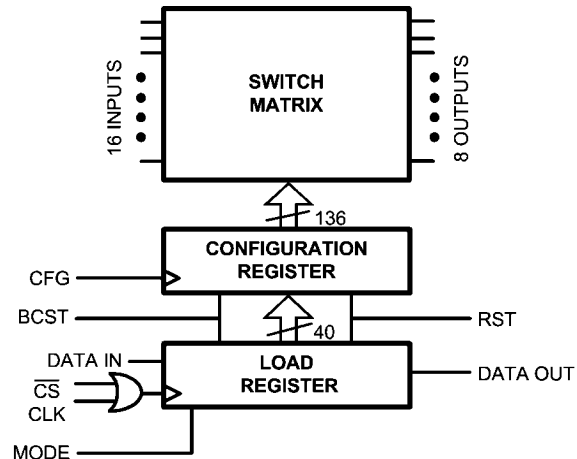 16 INPUTS
SWITCH
MATRIX
8 OUTPUTS
136
CONFIGURATION
REGISTER
CFG
BCST
40
RST
DATA IN
LOAD
REGISTER
DATA OUT
CS
CLK
MODE